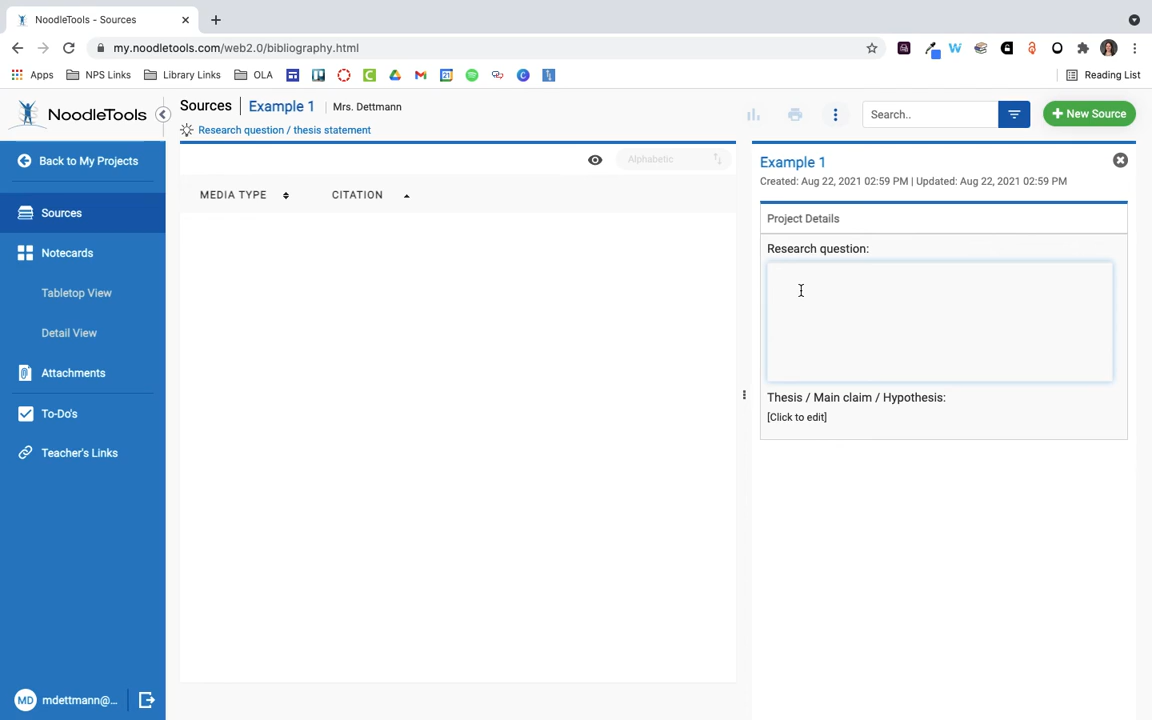 NoodleTools - Sources
my.noodletools.com/web2.0/bibliography.html
Apps NPS Links Library Links OLA Reading List
NoodleTools
Sources Example 1 Mrs. Dettmann
Research question / thesis statement
Search..
+ New Source
Back to My Projects
Sources
Notecards
Tabletop View
Detail View
Attachments
To-Do's
Teacher's Links
MD mdettmann@...
Alphabetic
MEDIA TYPE CITATION
Example 1
Created: Aug 22, 2021 02:59 PM | Updated: Aug 22, 2021 02:59 PM
Project Details
Research question:
Thesis / Main claim / Hypothesis:
[Click to edit]